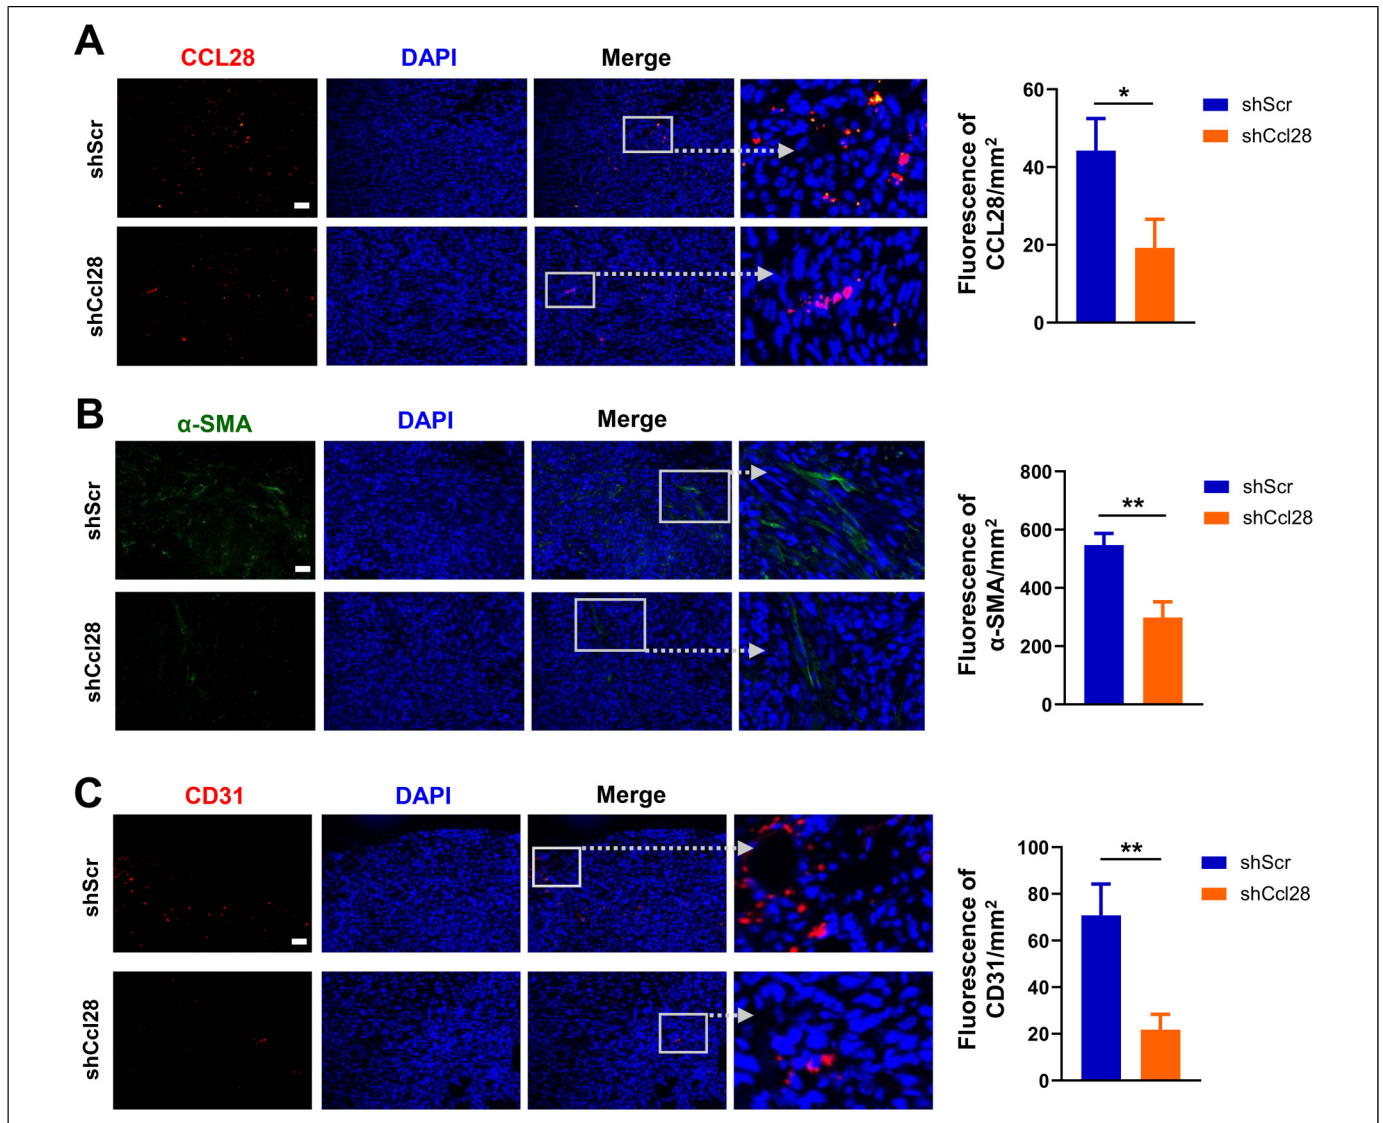 A
CCL28 DAPI Merge
shScr
shCcl28
Fluorescence of
CCL28/mm²
60
40
20
0
*
shScr
shCcl28
B
α-SMA DAPI Merge
shScr
shCcl28
Fluorescence of
α-SMA/mm²
800
600
400
200
0
**
shScr
shCcl28
C
CD31 DAPI Merge
shScr
shCcl28
Fluorescence of
CD31/mm²
100
80
60
40
20
0
**
shScr
shCcl28